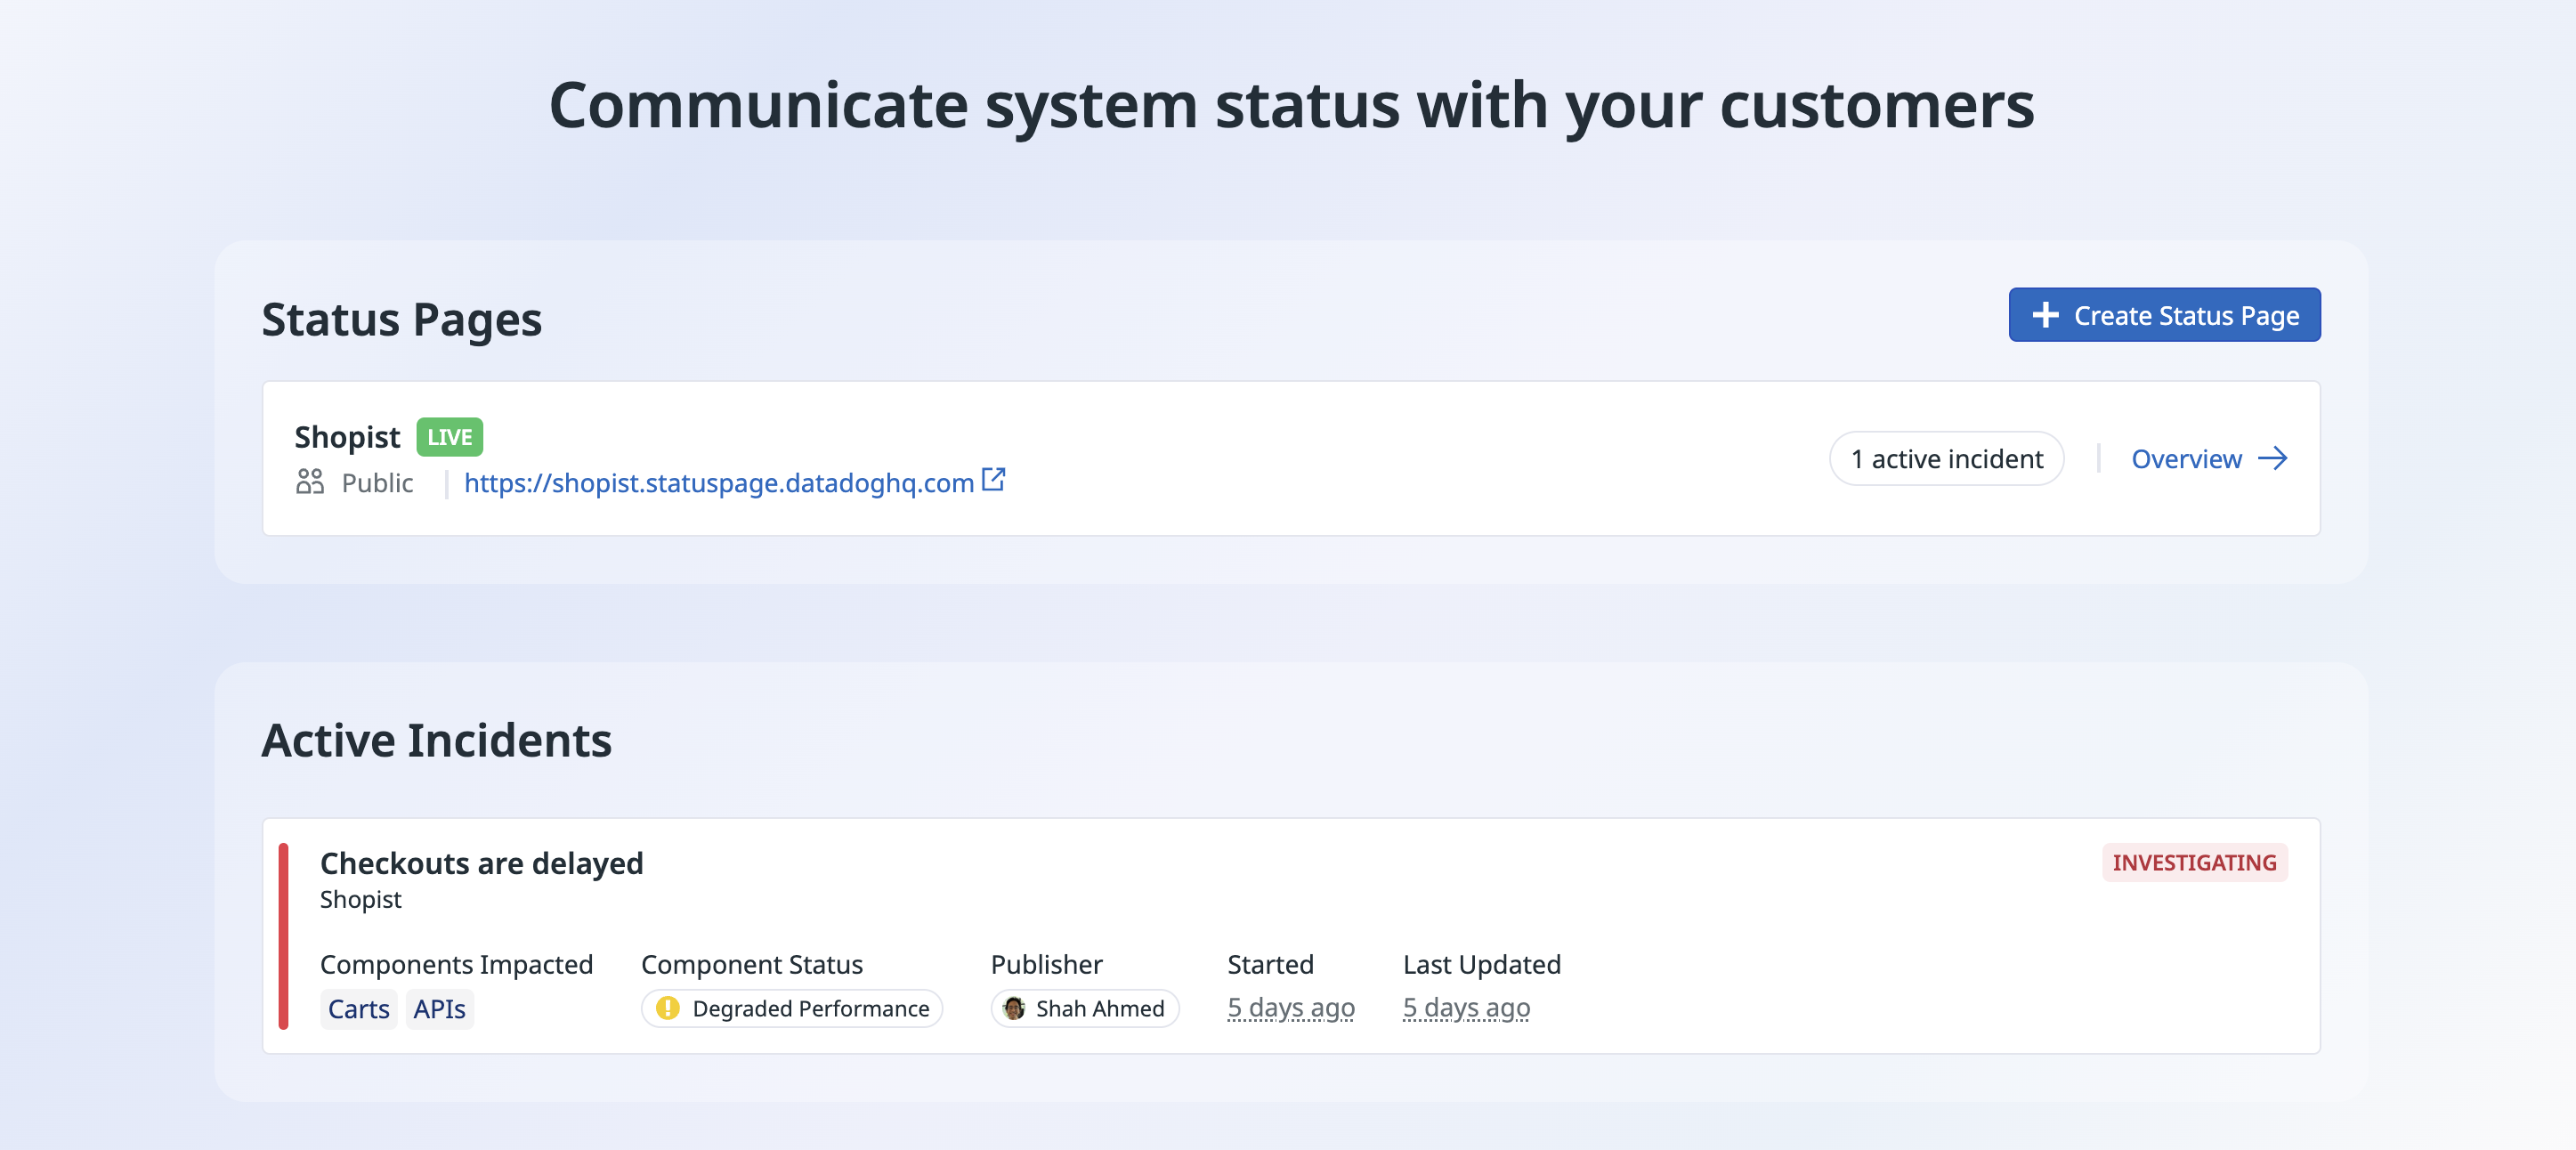 Communicate system status with your customers
Status Pages
Create Status Page
Shopist LIVE
Public https://shopist.statuspage.datadoghq.com
1 active incident
Overview
Active Incidents
Checkouts are delayed
INVESTIGATING
Shopist
Components Impacted Component Status Publisher Started Last Updated
Carts APIs Degraded Performance Shah Ahmed 5 days ago 5 days ago